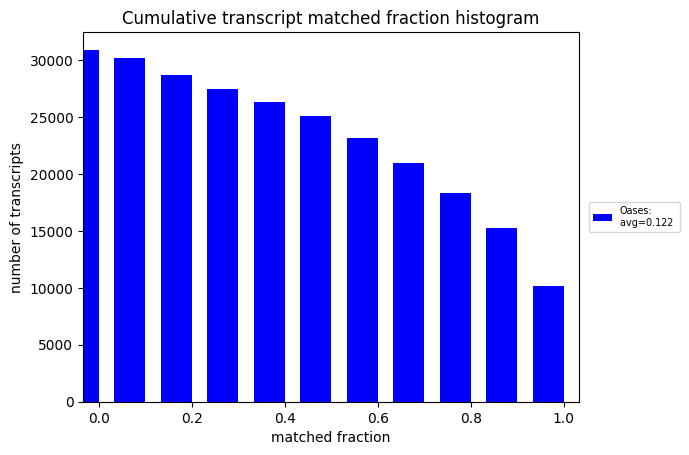 Cumulative transcript matched fraction histogram
number of transcripts
30000
25000
20000
15000
10000
5000
0
0.0 0.2 0.4 0.6 0.8 1.0
matched fraction
Oases:
avg=0.122